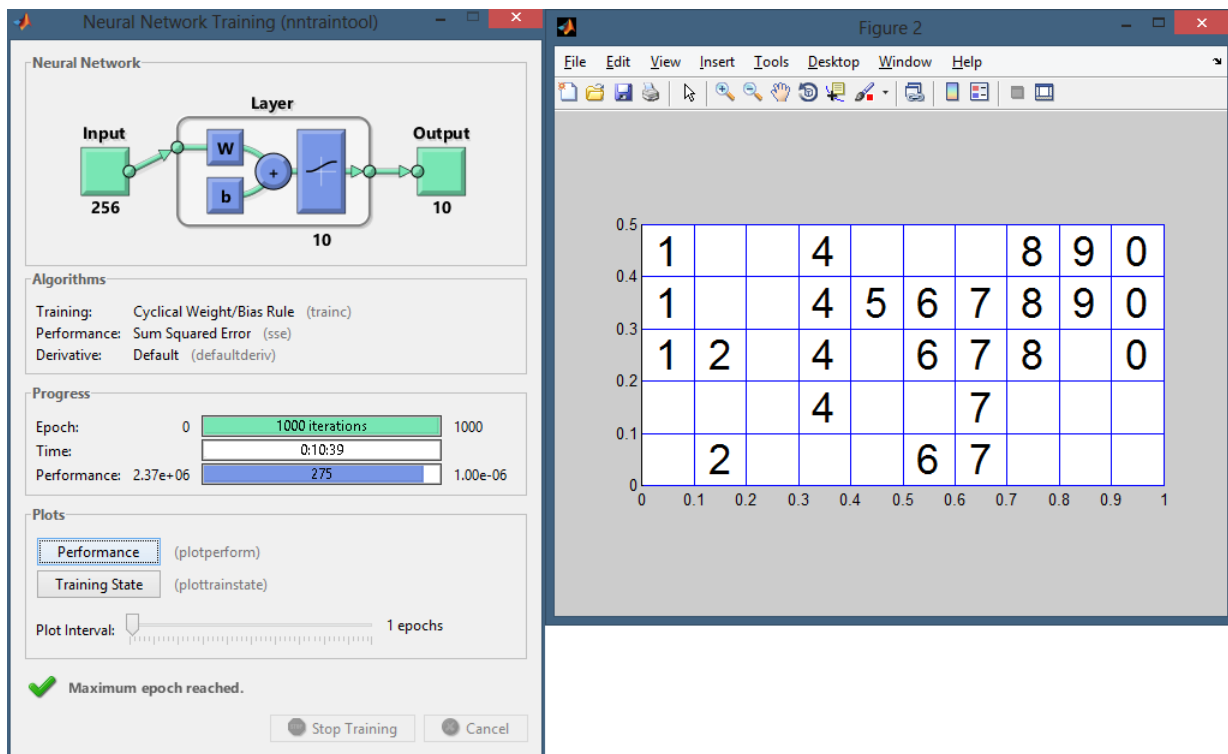 Neural Network Training (nntraintool)
Neural Network
Layer
Input
Output
W
b
+
256
10
10
Algorithms
Training: Cyclical Weight/Bias Rule (trainc)
Performance: Sum Squared Error (sse)
Derivative: Default (defaultderiv)
Progress
Epoch: 0 1000 iterations 1000
Time: 0:10:39
Performance: 2.37e+06 275 1.00e-06
Plots
Performance (plotperform)
Training State (plottrainstate)
Plot Interval: 1 epochs
Maximum epoch reached.
Stop Training Cancel
Figure 2
File Edit View Insert Tools Desktop Window Help
0.5
1 4 8 9 0
0.4
1 4 5 6 7 8 9 0
0.3
1 2 4 6 7 8 0
0.2
4 7
0.1
2 6 7
0
0 0.1 0.2 0.3 0.4 0.5 0.6 0.7 0.8 0.9 1